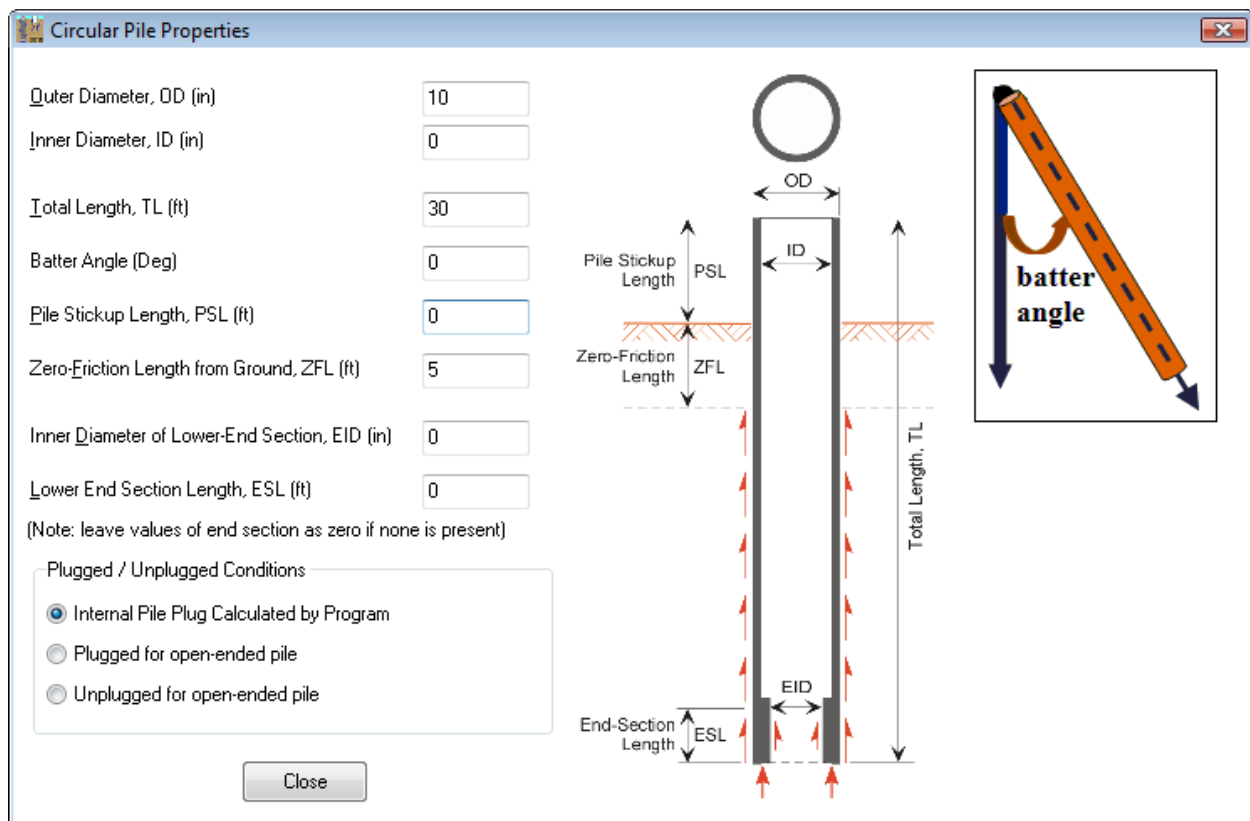 Circular Pile Properties
Outer Diameter, OD (in) 10
Inner Diameter, ID (in) 0
Total Length, TL (ft) 30
Batter Angle (Deg) 0
Pile Stickup Length, PSL (ft) 0
Zero-Friction Length from Ground, ZFL (ft) 5
Inner Diameter of Lower-End Section, EID (in) 0
Lower End Section Length, ESL (ft) 0
(Note: leave values of end section as zero if none is present)
Plugged / Unplugged Conditions
Internal Pile Plug Calculated by Program
Plugged for open-ended pile
Unplugged for open-ended pile
Close
OD
ID
Pile Stickup
Length
PSL
Zero-Friction
Length
ZFL
Total Length, TL
EID
End-Section
Length
ESL
batter
angle